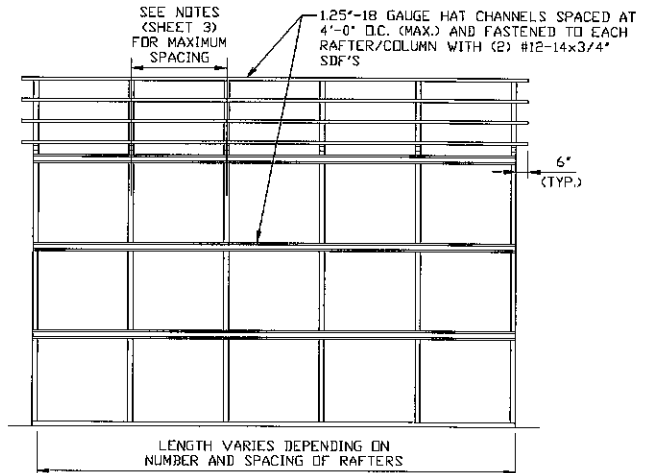 SEE NOTES
(SHEET 3)
FOR MAXIMUM
SPACING
1.25"-18 GAUGE HAT CHANNELS SPACED AT
4'-0" O.C. (MAX.) AND FASTENED TO EACH
RAFTER/COLUMN WITH (2) #12-14x3/4"
SDF'S
6"
(TYP.)
LENGTH VARIES DEPENDING ON
NUMBER AND SPACING OF RAFTERS